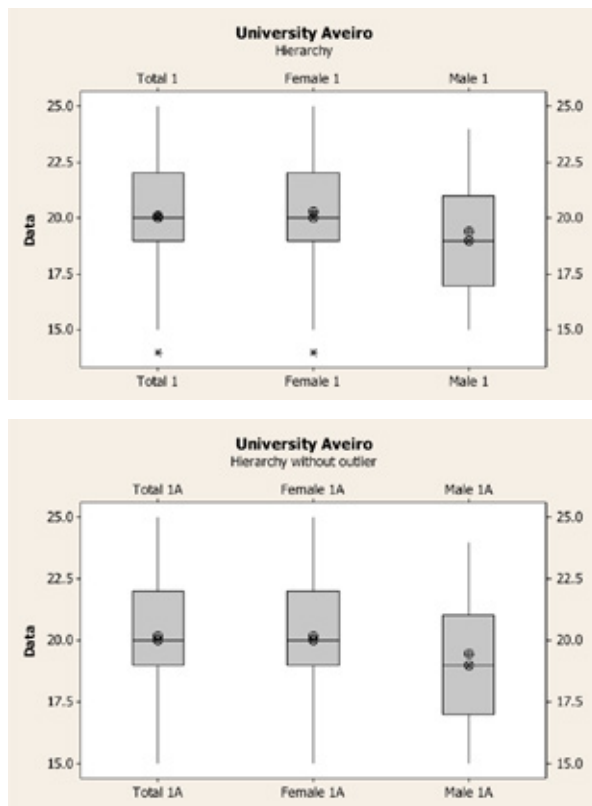 University Aveiro
Hierarchy
Total 1 Female 1 Male 1
25.0 25.0
22.5 22.5
20.0 20.0
17.5 17.5
15.0 15.0
Data
Total 1 Female 1 Male 1
University Aveiro
Hierarchy without outlier
Total 1A Female 1A Male 1A
25.0 25.0
22.5 22.5
20.0 20.0
17.5 17.5
15.0 15.0
Data
Total 1A Female 1A Male 1A